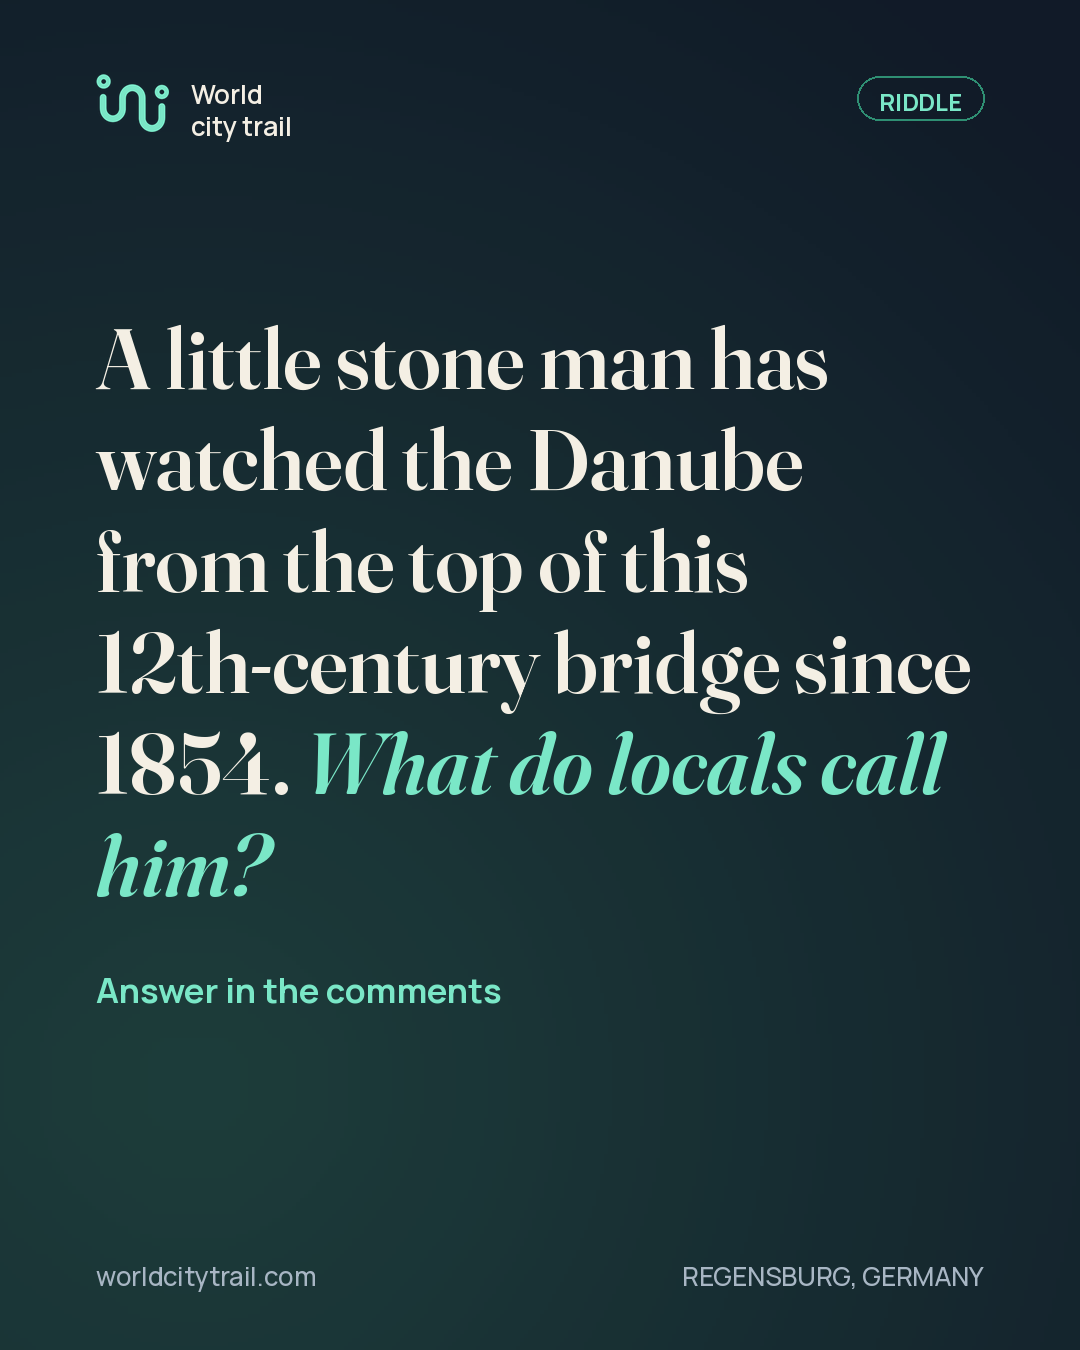 World
city trail
RIDDLE
A little stone man has
watched the Danube
from the top of this
12th-century bridge since
1854. What do locals call
him?
Answer in the comments
worldcitytrail.com
REGENSBURG, GERMANY